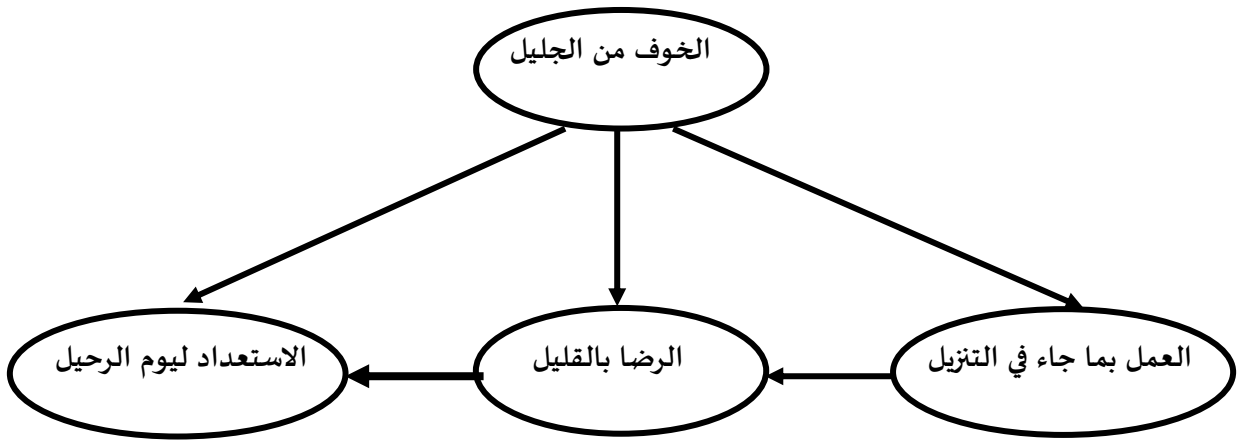 الخوف من الجليل
العمل بما جاء في التنزيل
الرضا بالقليل
الاستعداد ليوم الرحيل